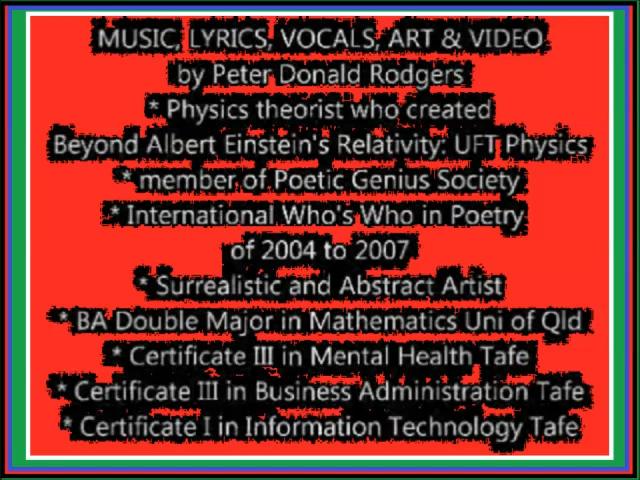 MUSIC, LYRICS, VOCALS, ART & VIDEO
by Peter Donald Rodgers
* Physics theorist who created
Beyond Albert Einstein's Relativity: UFT Physics
* member of Poetic Genius Society
* International Who's Who in Poetry
of 2004 to 2007
* Surrealistic and Abstract Artist
* BA Double Major in Mathematics Uni of Qld
* Certificate III in Mental Health Tafe
* Certificate III in Business Administration Tafe
* Certificate I in Information Technology Tafe